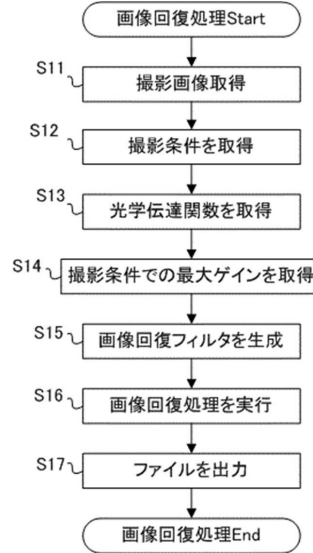 画像回復処理Start
S11
撮影画像取得
S12
撮影条件を取得
S13
光学伝達関数を取得
S14
撮影条件での最大ゲインを取得
S15
画像回復フィルタを生成
S16
画像回復処理を実行
S17
ファイルを出力
画像回復処理End